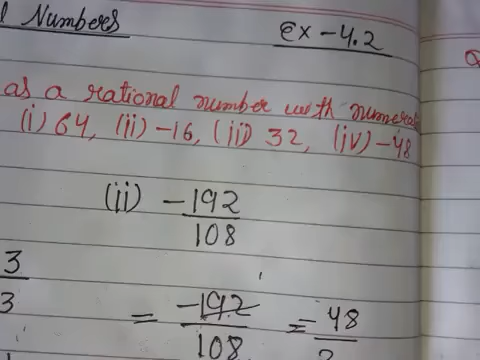 Numbers
Ex - 4.2
as a rational number with
(i) 64, (ii) -16, (iii) 32, (iv) -48
(ii) -192
108
3
3
= -192 = -48
108